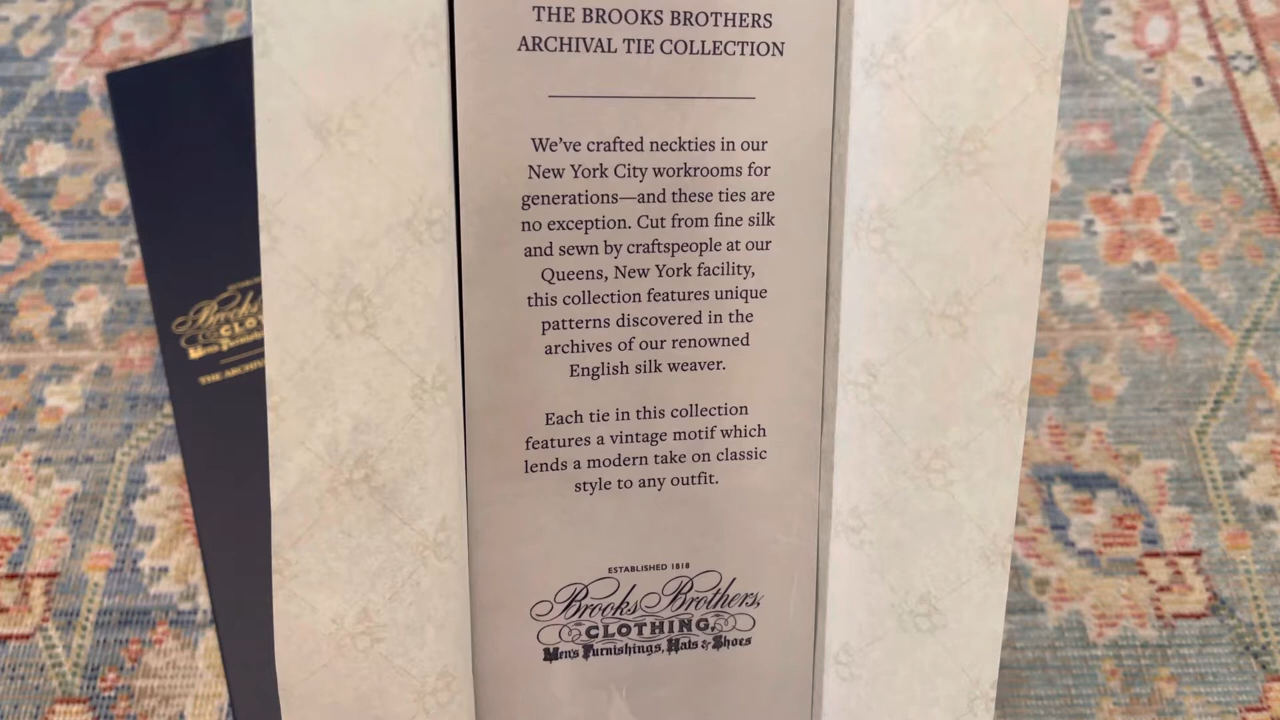 THE BROOKS BROTHERS
ARCHIVAL TIE COLLECTION
We've crafted neckties in our
New York City workrooms for
generations—and these ties are
no exception. Cut from fine silk
and sewn by craftspeople at our
Queens, New York facility,
this collection features unique
patterns discovered in the
archives of our renowned
English silk weaver.
Each tie in this collection
features a vintage motif which
lends a modern take on classic
style to any outfit.
ESTABLISHED 1818
Brooks Brothers,
CLOTHING,
Men's Furnishings, Hats & Shoes
Brooks
CLO
Men's
THE